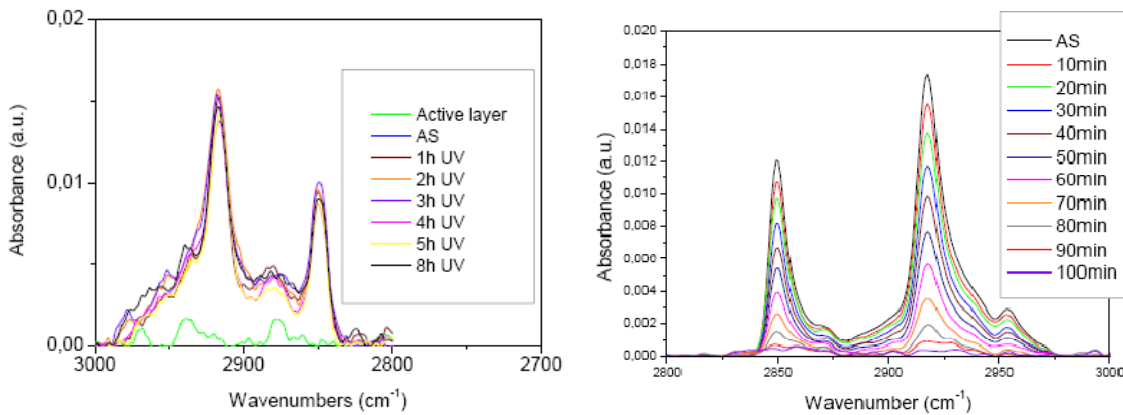 0,02
0,01
0,00
3000
2900
2800
2700
Absorbance (a.u.)
Wavenumbers (cm⁻¹)
Active layer
AS
1h UV
2h UV
3h UV
4h UV
5h UV
8h UV
0,020
0,018
0,016
0,014
0,012
0,010
0,008
0,006
0,004
0,002
0,000
2800
2850
2900
2950
3000
Absorbance (a.u.)
Wavenumber (cm⁻¹)
AS
10min
20min
30min
40min
50min
60min
70min
80min
90min
100min